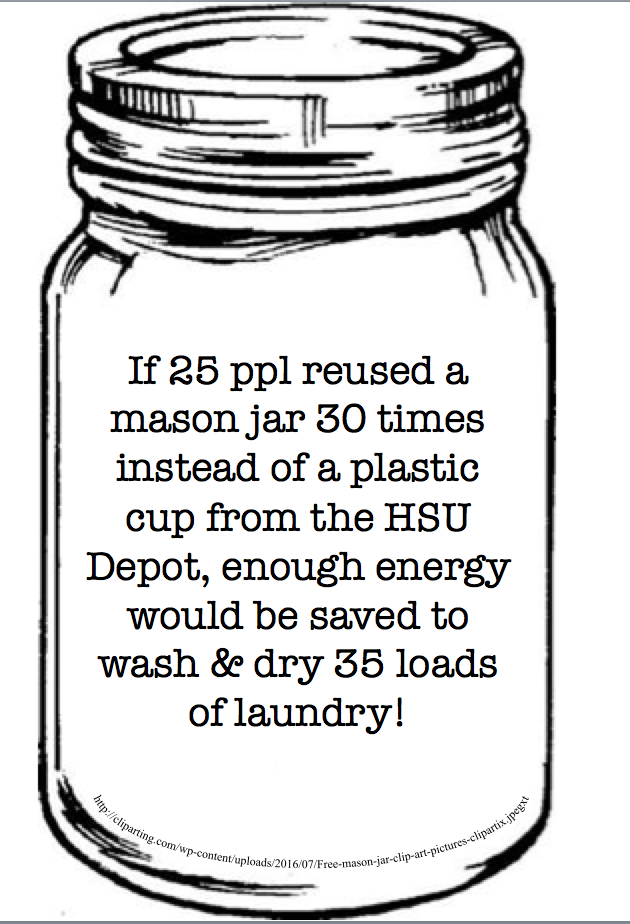 If 25 ppl reused a
mason jar 30 times
instead of a plastic
cup from the HSU
Depot, enough energy
would be saved to
wash & dry 35 loads
of laundry!
http://cliparting.com/wp-content/uploads/2016/07/Free-mason-jar-clip-art-pictures-clipartix.jpegxt